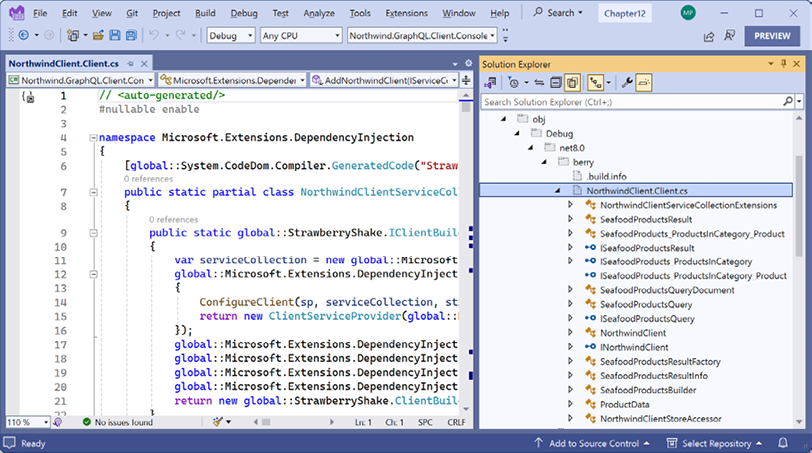 File Edit View Git Project Build Debug Test Analyze Tools Extensions Window Help Search Chapter12 MP
Debug Any CPU Northwind.GraphQL.Client.Console PREVIEW
NorthwindClient.Client.cs
Northwind.GraphQL.Client.Con Microsoft.Extensions.Depender AddNorthwindClient(IServiceCo
1 // <auto-generated/>
2 #nullable enable
3
4 namespace Microsoft.Extensions.DependencyInjection
5 {
6 [global::System.CodeDom.Compiler.GeneratedCode("Straw
0 references
7 public static partial class NorthwindClientServiceCol
8 {
0 references
9 public static global::StrawberryShake.IClientBuil
10 {
11 var serviceCollection = new global::Microsoft
12 global::Microsoft.Extensions.DependencyInject
13 {
14 ConfigureClient(sp, serviceCollection, st
15 return new ClientServiceProvider(global::
16 });
17 global::Microsoft.Extensions.DependencyInject
18 global::Microsoft.Extensions.DependencyInject
19 global::Microsoft.Extensions.DependencyInject
20 global::Microsoft.Extensions.DependencyInject
21 return new global::StrawberryShake.ClientBuil
22 }
110 % No issues found Ln: 1 Ch: 1 SPC CRLF
Solution Explorer
Search Solution Explorer (Ctrl+;)
obj
Debug
net8.0
berry
.build.info
NorthwindClient.Client.cs
NorthwindClientServiceCollectionExtensions
SeafoodProductsResult
SeafoodProducts_ProductsInCategory_Product
ISeafoodProductsResult
ISeafoodProducts_ProductsInCategory
ISeafoodProducts_ProductsInCategory_Product
SeafoodProductsQueryDocument
SeafoodProductsQuery
ISeafoodProductsQuery
NorthwindClient
INorthwindClient
SeafoodProductsResultFactory
SeafoodProductsResultInfo
SeafoodProductsBuilder
ProductData
NorthwindClientStoreAccessor
Ready Add to Source Control Select Repository